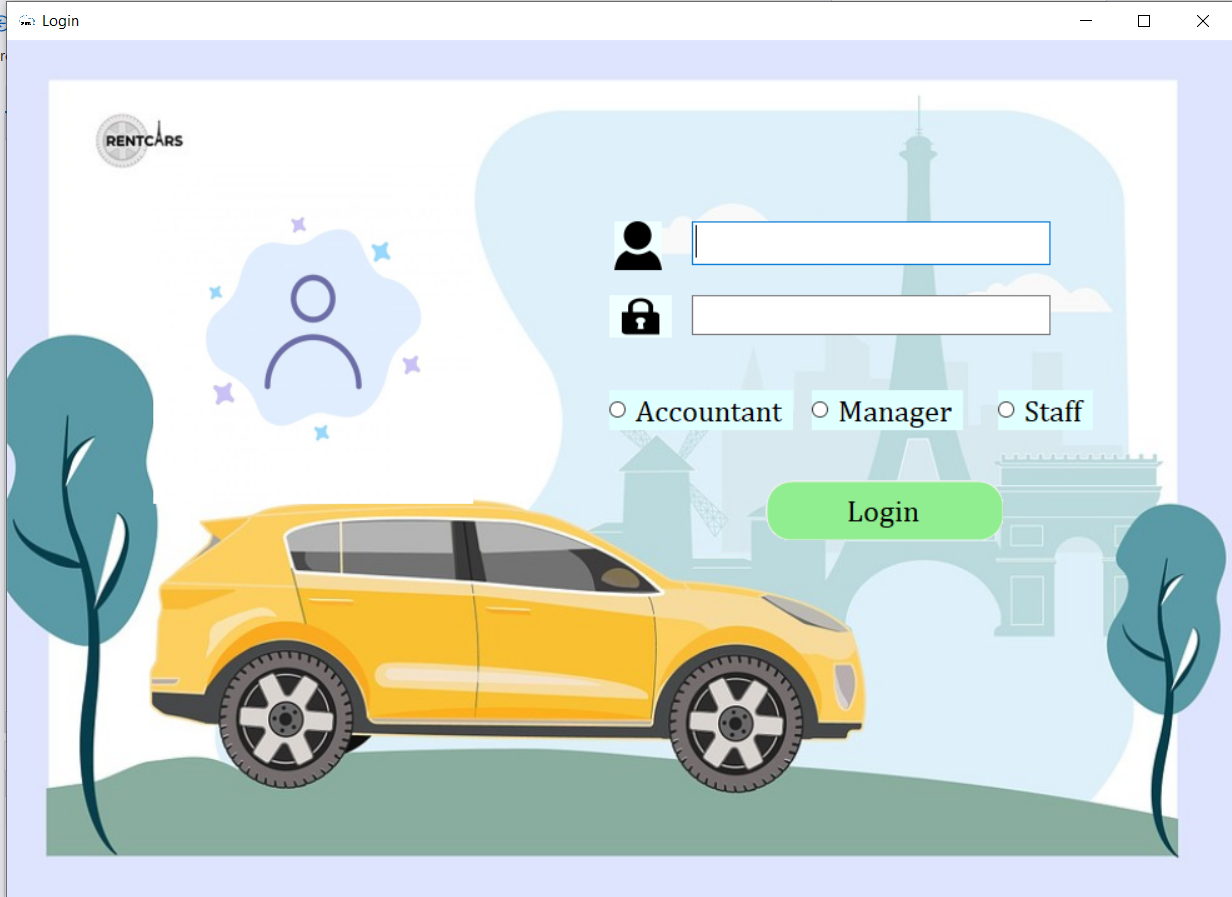 Login
RENTCARS
Accountant
Manager
Staff
Login